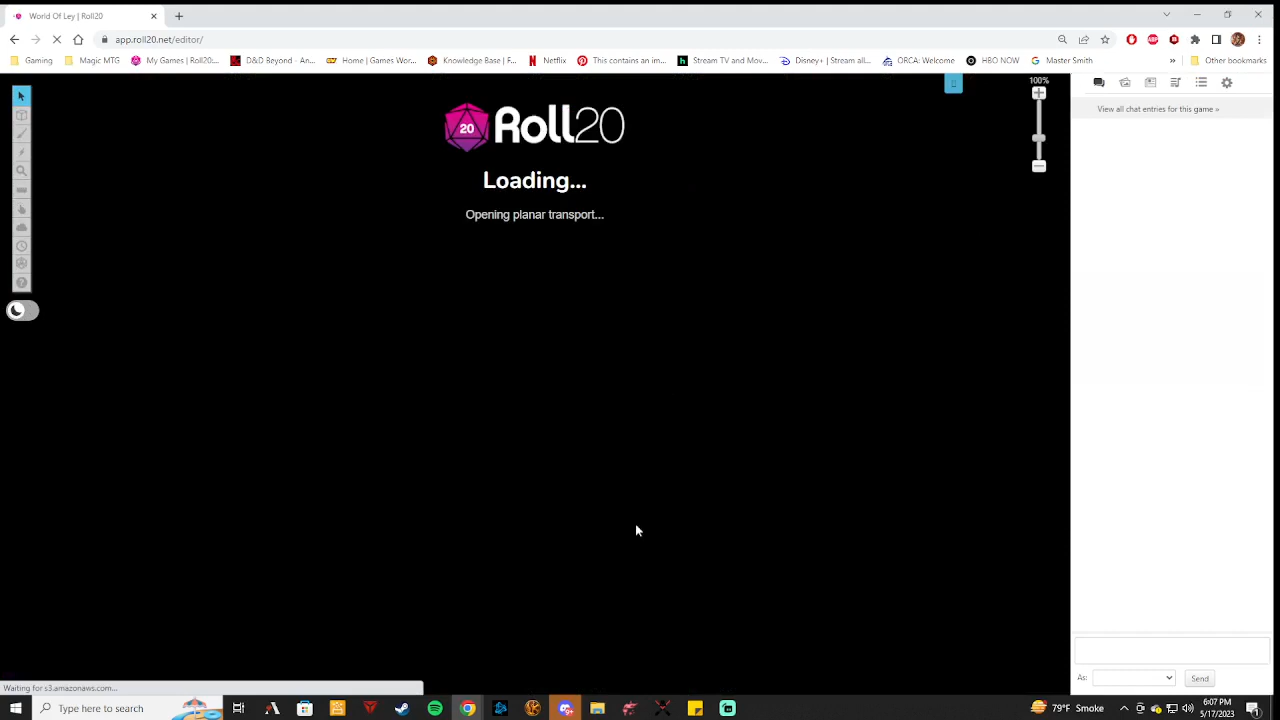 World Of Ley | Roll20
app.roll20.net/editor/
Gaming
Magic MTG
My Games | Roll20...
D&D Beyond - An...
Home | Games Wor...
Knowledge Base | F...
Netflix
This contains an im...
Stream TV and Mov...
Disney+ | Stream all...
ORCA: Welcome
HBO NOW
Master Smith
»
Other bookmarks
100%
View all chat entries for this game »
20
Roll20
Loading...
Opening planar transport...
As:
Send
Waiting for s3.amazonaws.com...
Type here to search
79°F Smoke
6:07 PM
5/17/2023
1